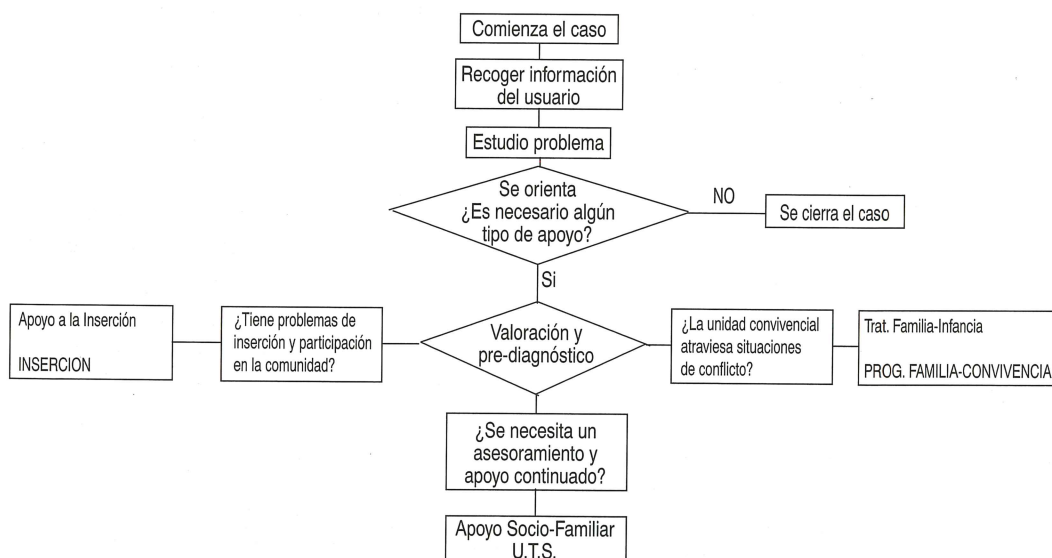 Comienza el caso
Recoger información
del usuario
Estudio problema
Se orienta
¿Es necesario algún
tipo de apoyo?
NO
Se cierra el caso
Si
Apoyo a la Inserción
INSERCION
¿Tiene problemas de
inserción y participación
en la comunidad?
Valoración y
pre-diagnóstico
¿La unidad convivencial
atraviesa situaciones
de conflicto?
Trat. Familia-Infancia
PROG. FAMILIA-CONVIVENCIA
¿Se necesita un
asesoramiento y
apoyo continuado?
Apoyo Socio-Familiar
U.T.S.